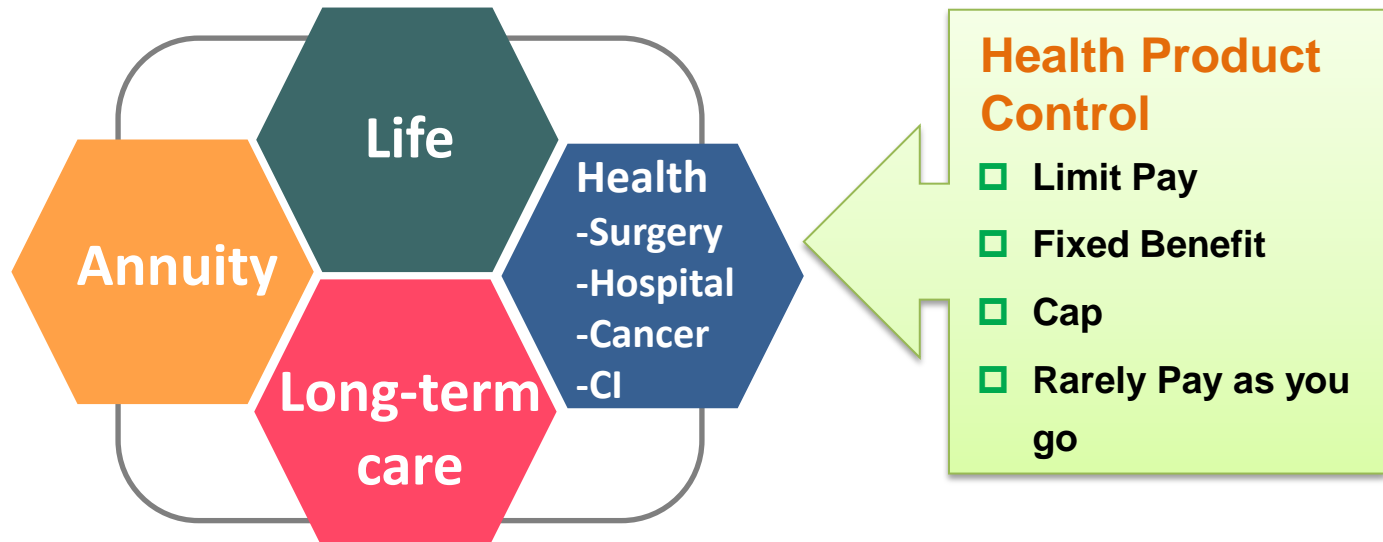 Life
Annuity
Long-term
care
Health
-Surgery
-Hospital
-Cancer
-CI
Health Product
Control
Limit Pay
Fixed Benefit
Cap
Rarely Pay as you
go